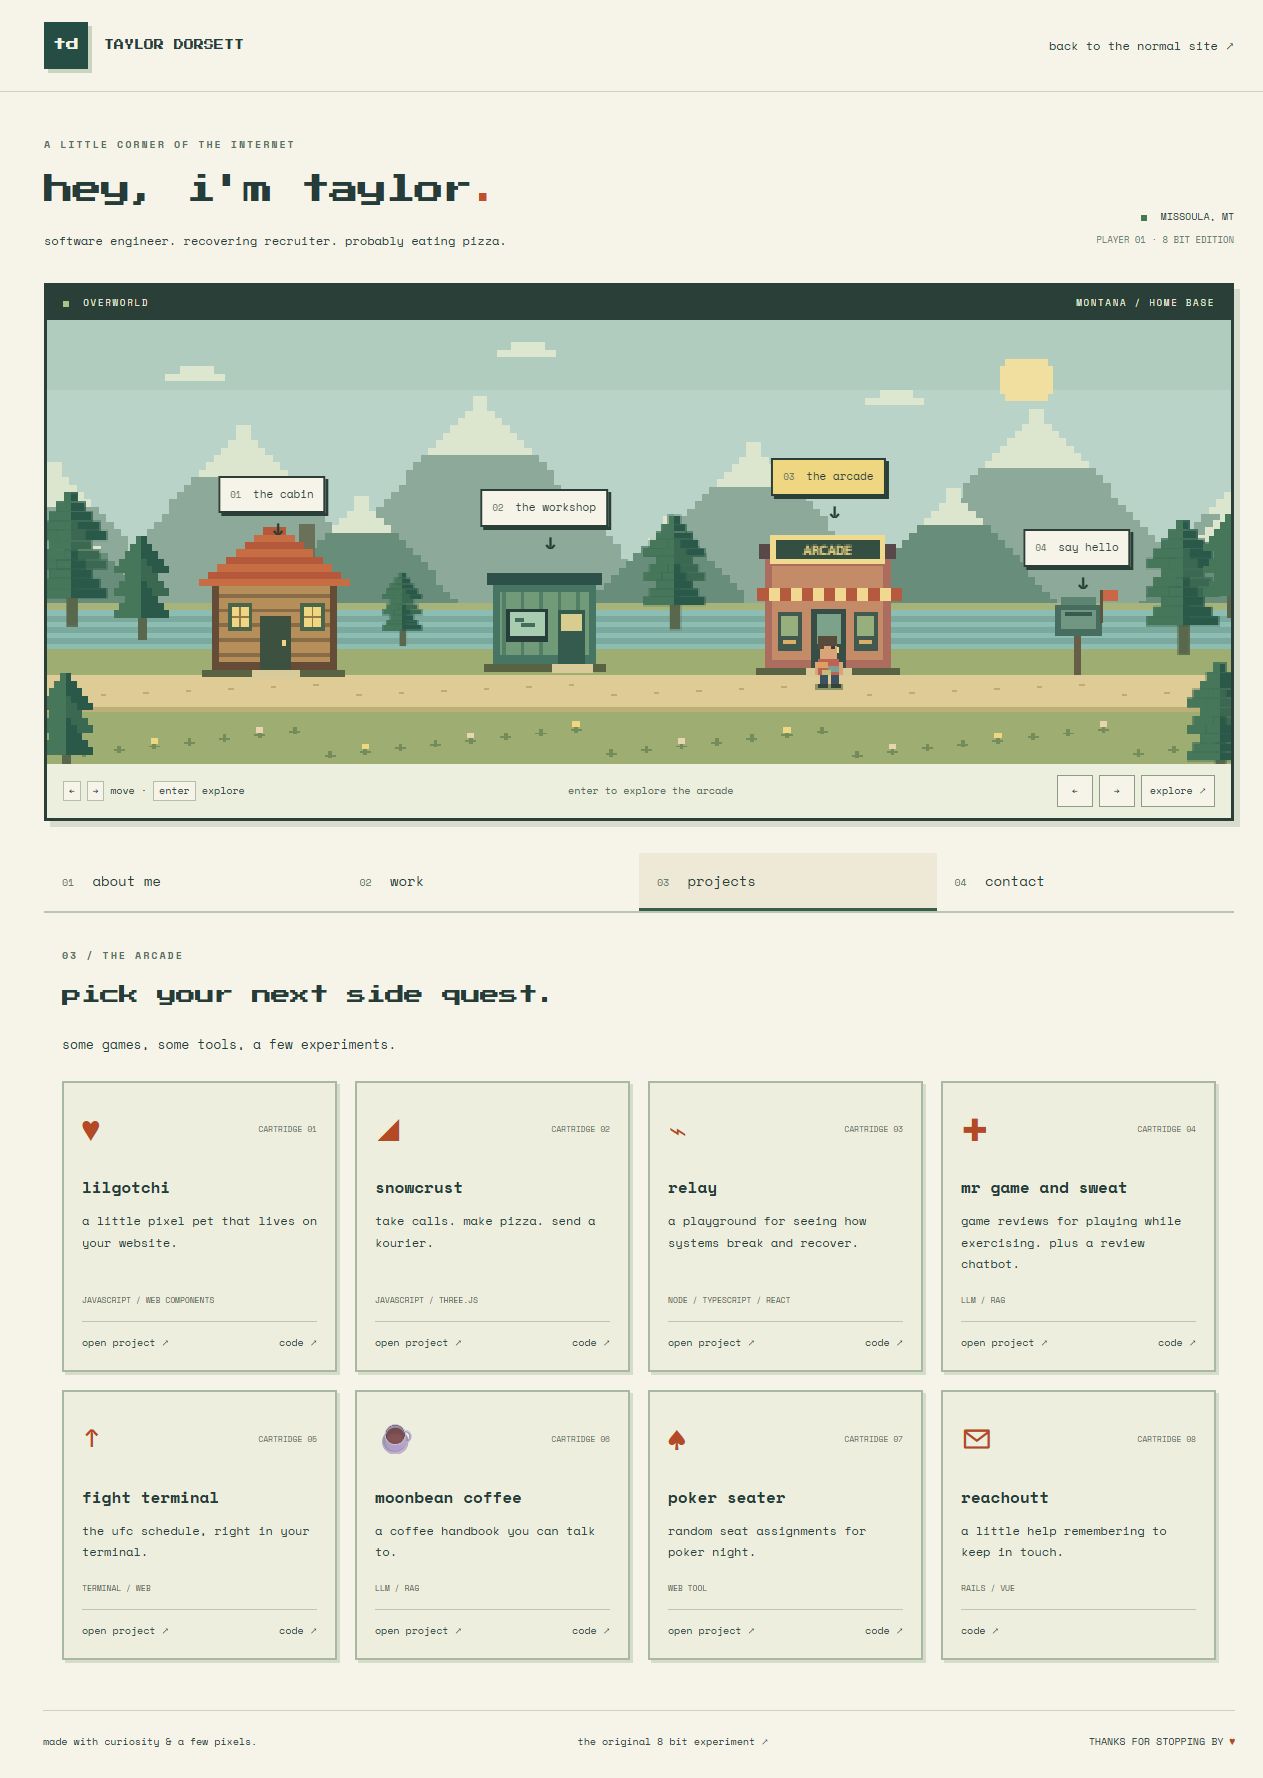 td TAYLOR DORSETT
back to the normal site ↗
A LITTLE CORNER OF THE INTERNET
hey, i'm taylor.
MISSOULA, MT
software engineer. recovering recruiter. probably eating pizza.
PLAYER 01 · 8 BIT EDITION
OVERWORLD
MONTANA / HOME BASE
01 the cabin
02 the workshop
03 the arcade
ARCADE
04 say hello
← → move · enter explore
enter to explore the arcade
← → explore ↗
01 about me
02 work
03 projects
04 contact
03 / THE ARCADE
pick your next side quest.
some games, some tools, a few experiments.
CARTRIDGE 01
lilgotchi
a little pixel pet that lives on
your website.
JAVASCRIPT / WEB COMPONENTS
open project ↗ code ↗
CARTRIDGE 02
snowcrust
take calls. make pizza. send a
kourier.
JAVASCRIPT / THREE.JS
open project ↗ code ↗
CARTRIDGE 03
relay
a playground for seeing how
systems break and recover.
NODE / TYPESCRIPT / REACT
open project ↗ code ↗
CARTRIDGE 04
mr game and sweat
game reviews for playing while
exercising. plus a review
chatbot.
LLM / RAG
open project ↗ code ↗
CARTRIDGE 05
fight terminal
the ufc schedule, right in your
terminal.
TERMINAL / WEB
open project ↗ code ↗
CARTRIDGE 06
moonbean coffee
a coffee handbook you can talk
to.
LLM / RAG
open project ↗ code ↗
CARTRIDGE 07
poker seater
random seat assignments for
poker night.
WEB TOOL
open project ↗ code ↗
CARTRIDGE 08
reachoutt
a little help remembering to
keep in touch.
RAILS / VUE
code ↗
made with curiosity & a few pixels.
the original 8 bit experiment ↗
THANKS FOR STOPPING BY ♥